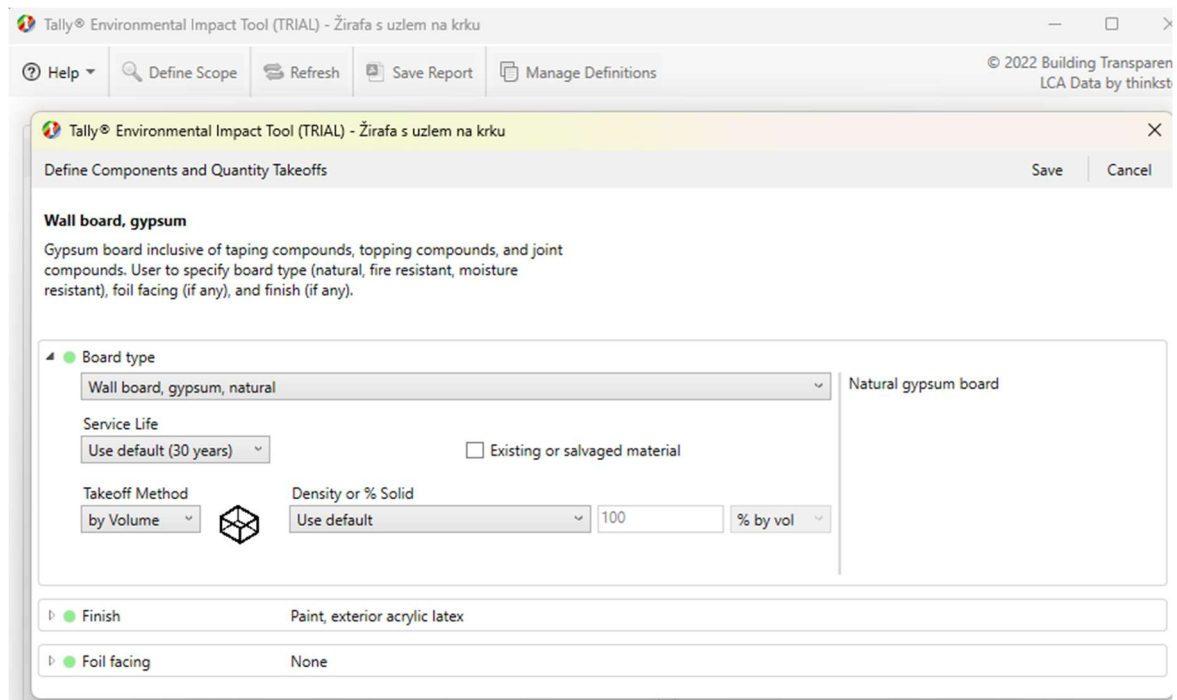 Tally® Environmental Impact Tool (TRIAL) - Žirafa s uzlem na krku
Help Define Scope Refresh Save Report Manage Definitions
© 2022 Building Transparen
LCA Data by thinkst
Tally® Environmental Impact Tool (TRIAL) - Žirafa s uzlem na krku
Define Components and Quantity Takeoffs Save Cancel
Wall board, gypsum
Gypsum board inclusive of taping compounds, topping compounds, and joint
compounds. User to specify board type (natural, fire resistant, moisture
resistant), foil facing (if any), and finish (if any).
Board type
Wall board, gypsum, natural Natural gypsum board
Service Life
Use default (30 years) Existing or salvaged material
Takeoff Method Density or % Solid
by Volume Use default 100 % by vol
Finish Paint, exterior acrylic latex
Foil facing None